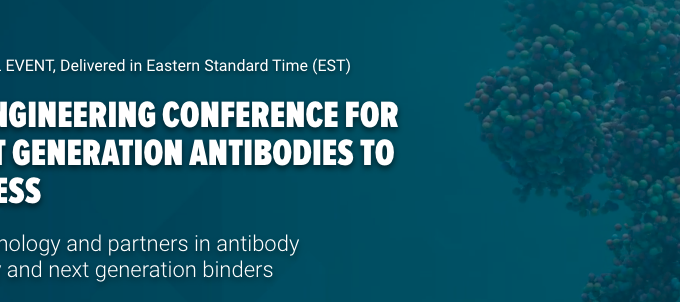 EVENT, Delivered in Eastern Standard Time (EST)
NGINEERING CONFERENCE FOR
T GENERATION ANTIBODIES TO
ESS
nology and partners in antibody
and next generation binders